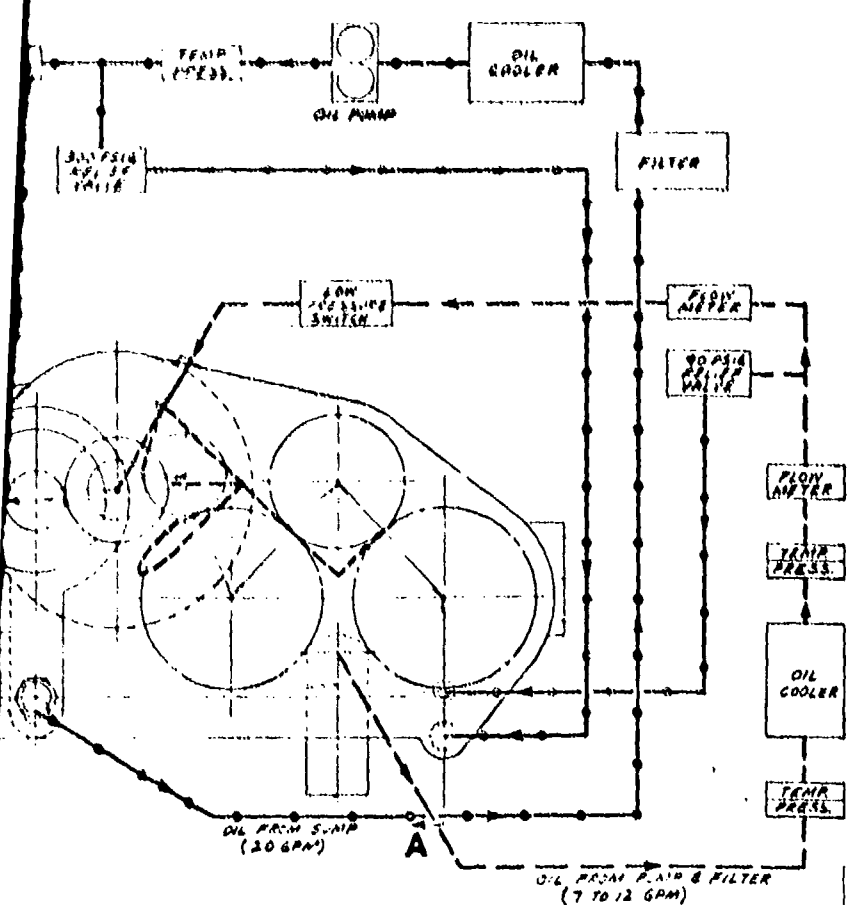 TEMP
PRESS.
OIL PUMP
OIL
COOLER
300 PSIG
RELIEF
VALVE
FILTER
LOW
PRESSURE
SWITCH
FLOW
METER
90 PSIG
RELIEF
VALVE
FLOW
METER
TEMP.
PRESS.
OIL
COOLER
TEMP.
PRESS.
OIL FROM SUMP
(20 GPM)
A
OIL FROM PUMP & FILTER
(7 TO 12 GPM)